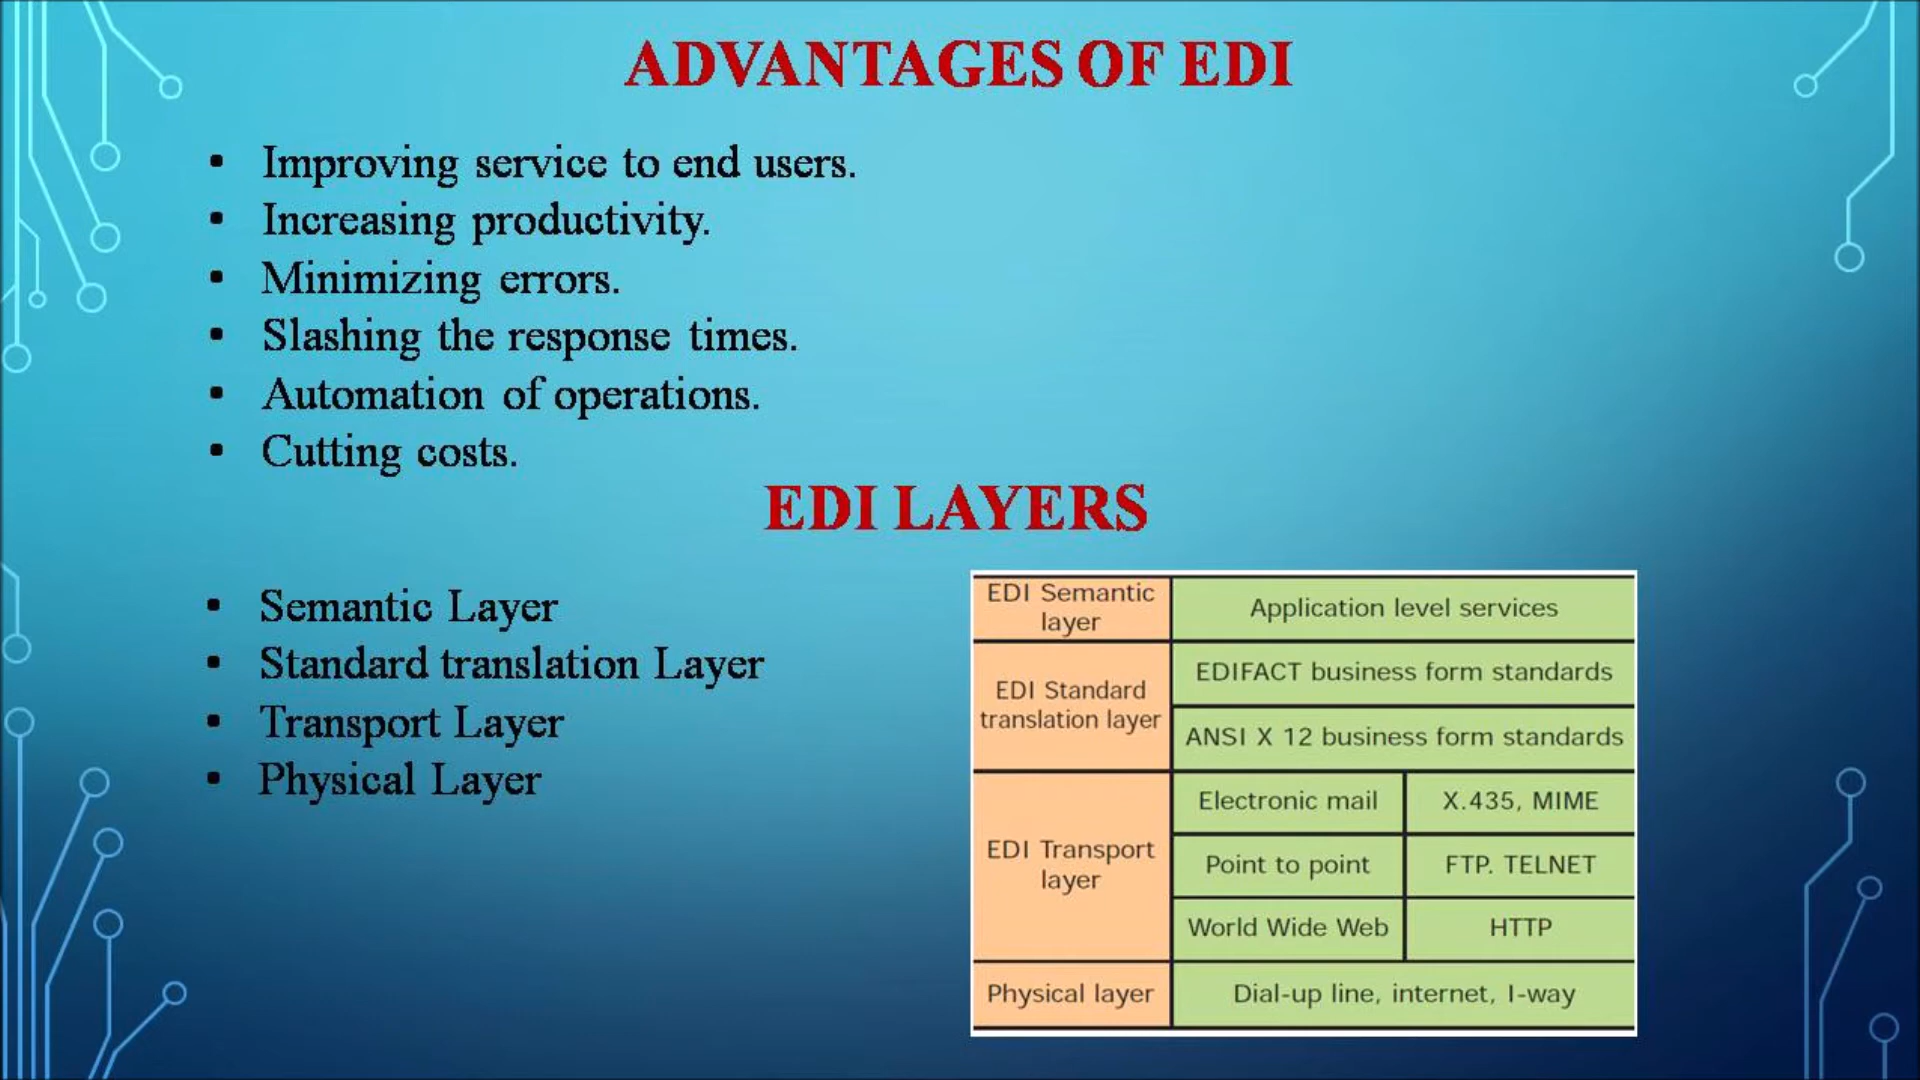 ADVANTAGES OF EDI
▪ Improving service to end users.
▪ Increasing productivity.
▪ Minimizing errors.
▪ Slashing the response times.
▪ Automation of operations.
▪ Cutting costs.
EDI LAYERS
▪ Semantic Layer
▪ Standard translation Layer
▪ Transport Layer
▪ Physical Layer
EDI Semantic
layer
Application level services
EDI Standard
translation layer
EDIFACT business form standards
ANSI X 12 business form standards
EDI Transport
layer
Electronic mail
X.435, MIME
Point to point
FTP. TELNET
World Wide Web
HTTP
Physical layer
Dial-up line, internet, I-way